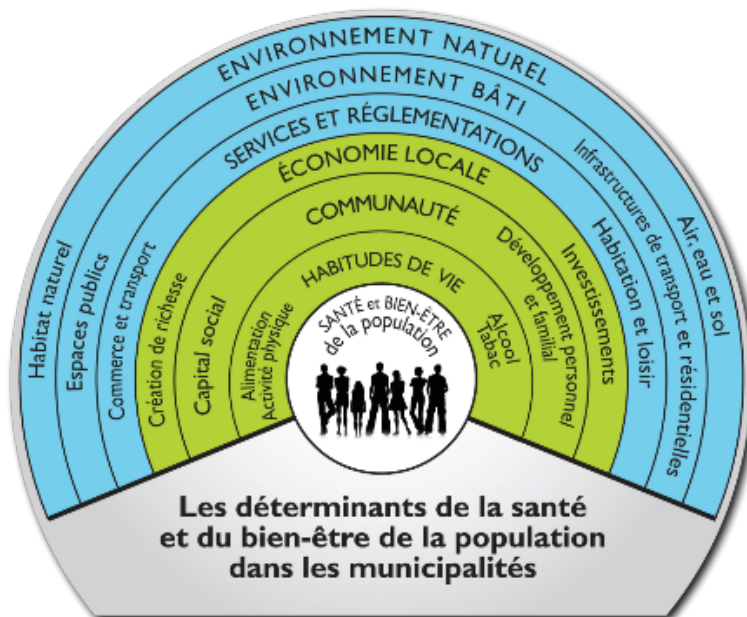 ENVIRONNEMENT NATUREL
Habitat naturel
Air, eau et sol
ENVIRONNEMENT BÂTI
Espaces publics
Infrastructures de transport et résidentielles
SERVICES ET RÉGLEMENTATIONS
Commerce et transport
Habitation et loisir
ÉCONOMIE LOCALE
Création de richesse
Investissements
COMMUNAUTÉ
Capital social
Développement personnel
et familial
HABITUDES DE VIE
Alimentation
Activité physique
Alcool
Tabac
SANTÉ et BIEN-ÊTRE
de la population
Les déterminants de la santé
et du bien-être de la population
dans les municipalités